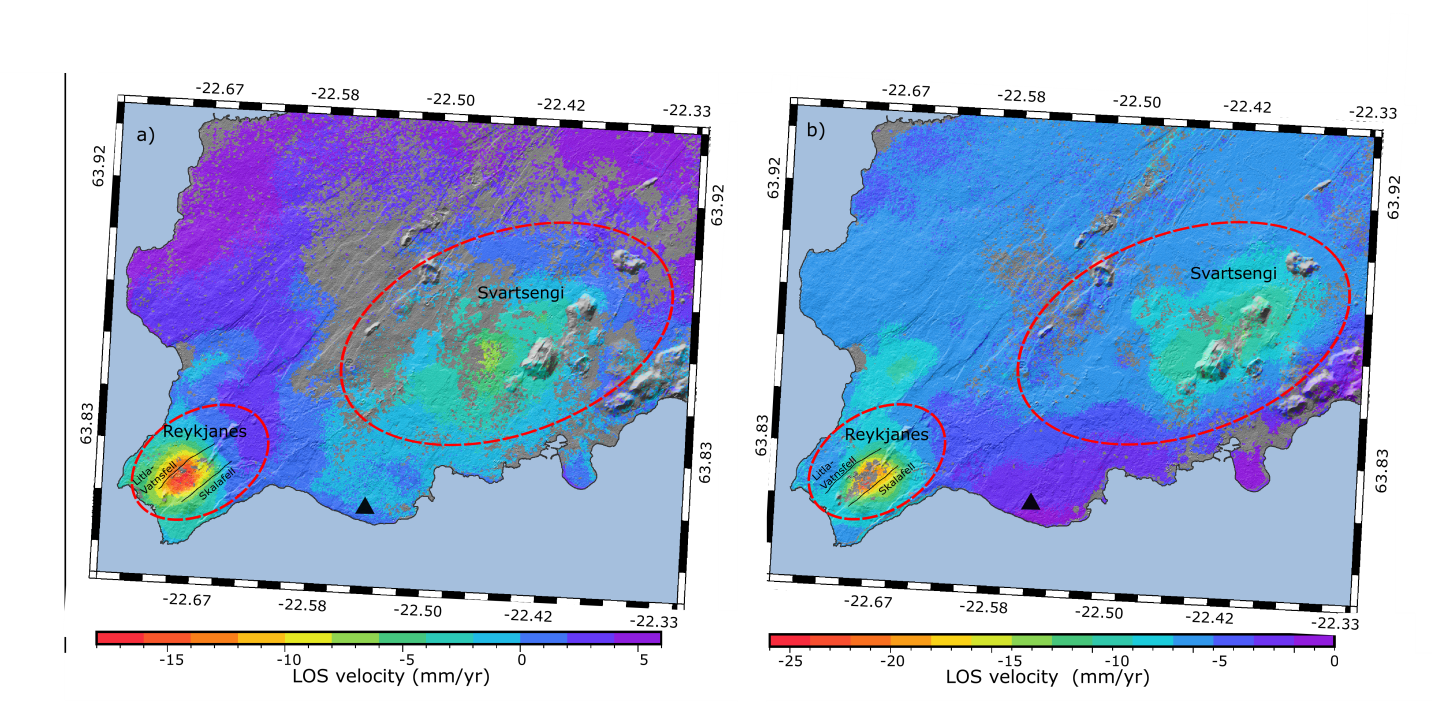 -22.67 -22.58 -22.50 -22.42 -22.33
a)
63.92
63.92
Svartsengi
63.83
63.83
Reykjanes
Litla-
Vatnsfell
Skalafell
-22.67 -22.58 -22.50 -22.42 -22.33
-15 -10 -5 0 5
LOS velocity (mm/yr)
-22.67 -22.58 -22.50 -22.42 -22.33
b)
63.92
63.92
Svartsengi
63.83
63.83
Reykjanes
Litla-
Vatnsfell
Skalafell
-22.67 -22.58 -22.50 -22.42 -22.33
-25 -20 -15 -10 -5 0
LOS velocity (mm/yr)